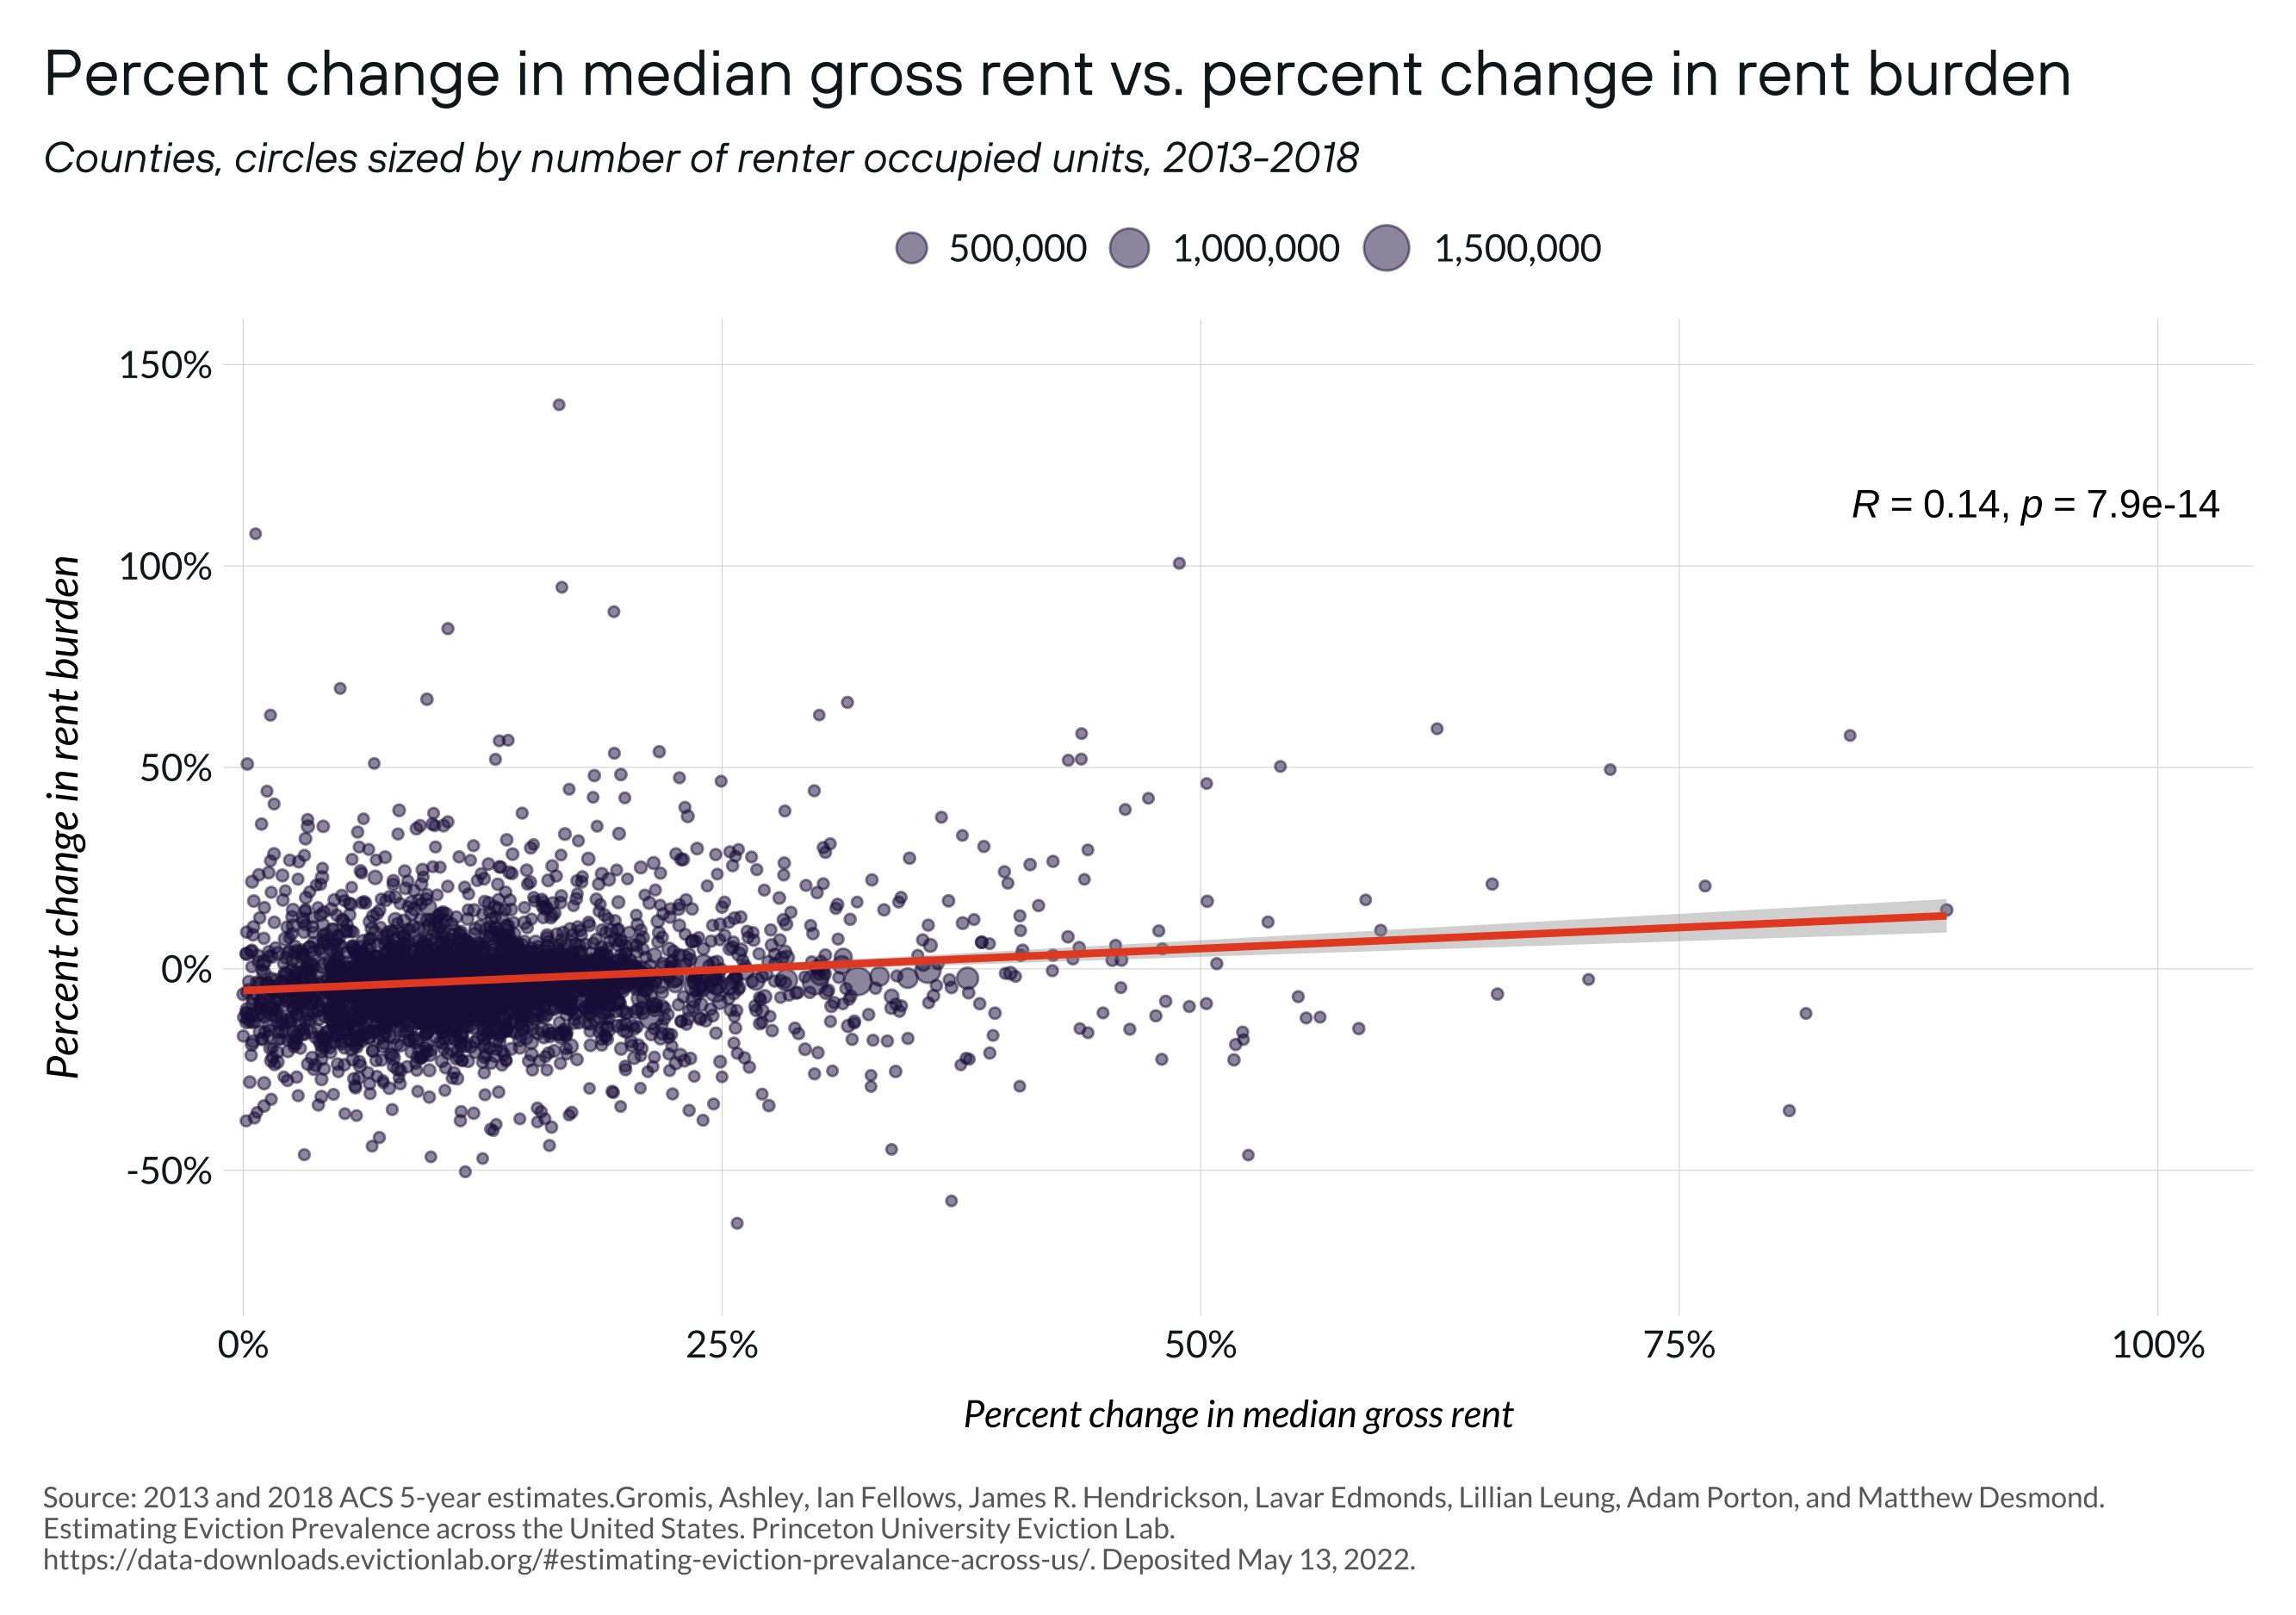 Percent change in median gross rent vs. percent change in rent burden
Counties, circles sized by number of renter occupied units, 2013-2018
500,000 1,000,000 1,500,000
150%
R = 0.14, p = 7.9e-14
100%
50%
0%
-50%
Percent change in rent burden
0% 25% 50% 75% 100%
Percent change in median gross rent
Source: 2013 and 2018 ACS 5-year estimates.Gromis, Ashley, Ian Fellows, James R. Hendrickson, Lavar Edmonds, Lillian Leung, Adam Porton, and Matthew Desmond.
Estimating Eviction Prevalence across the United States. Princeton University Eviction Lab.
https://data-downloads.evictionlab.org/#estimating-eviction-prevalance-across-us/. Deposited May 13, 2022.